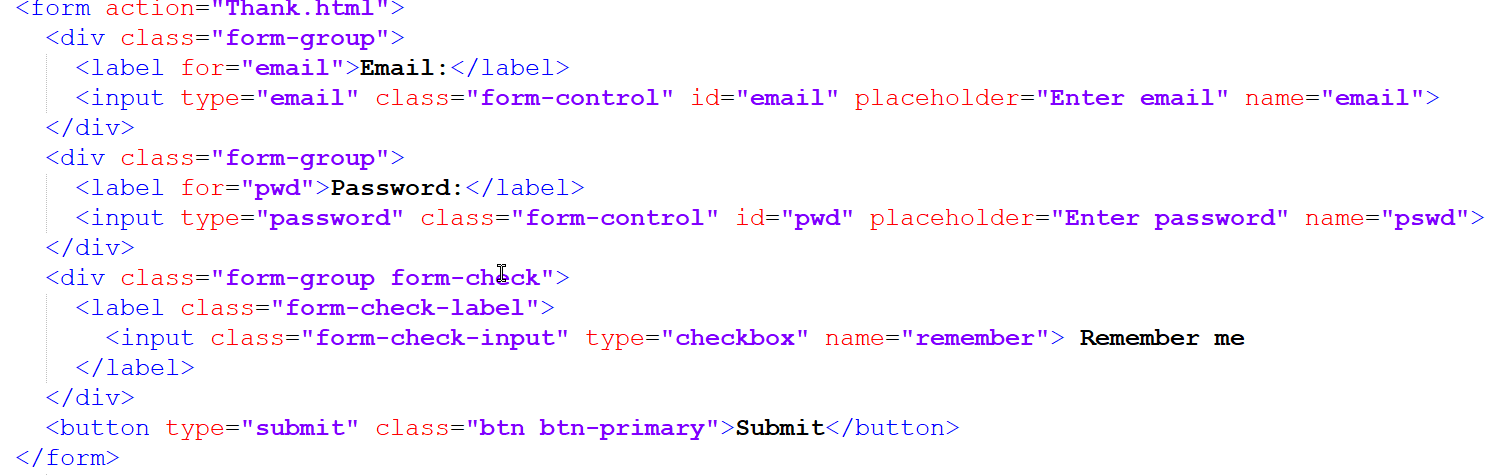 <form action="Thank.html">
<div class="form-group">
<label for="email">Email:</label>
<input type="email" class="form-control" id="email" placeholder="Enter email" name="email">
</div>
<div class="form-group">
<label for="pwd">Password:</label>
<input type="password" class="form-control" id="pwd" placeholder="Enter password" name="pswd">
</div>
<div class="form-group form-check">
<label class="form-check-label">
<input class="form-check-input" type="checkbox" name="remember"> Remember me
</label>
</div>
<button type="submit" class="btn btn-primary">Submit</button>
</form>